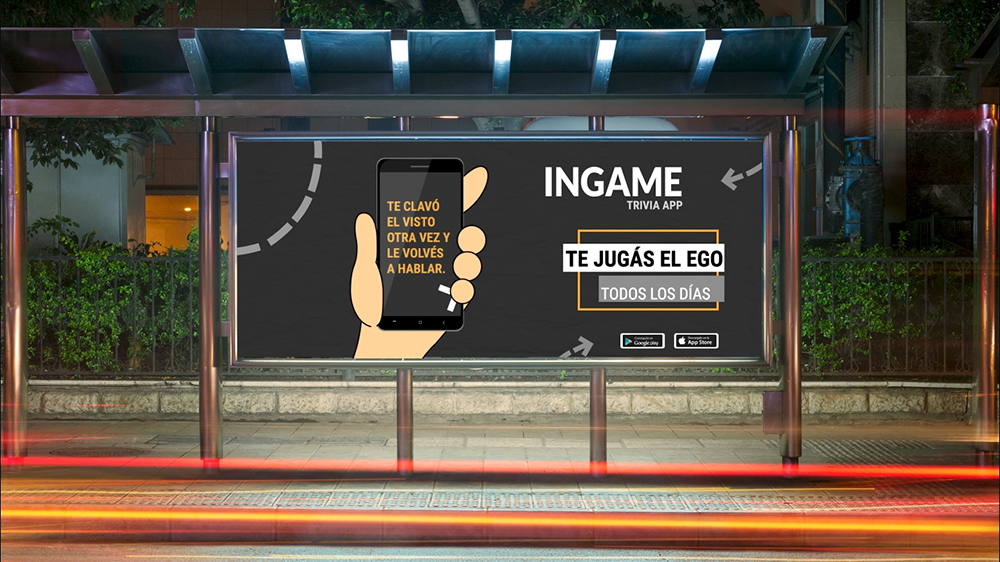 TE CLAVÓ
EL VISTO
OTRA VEZ Y
LE VOLVÉS
A HABLAR.
INGAME
TRIVIA APP
TE JUGÁS EL EGO
TODOS LOS DÍAS
Google play
App Store